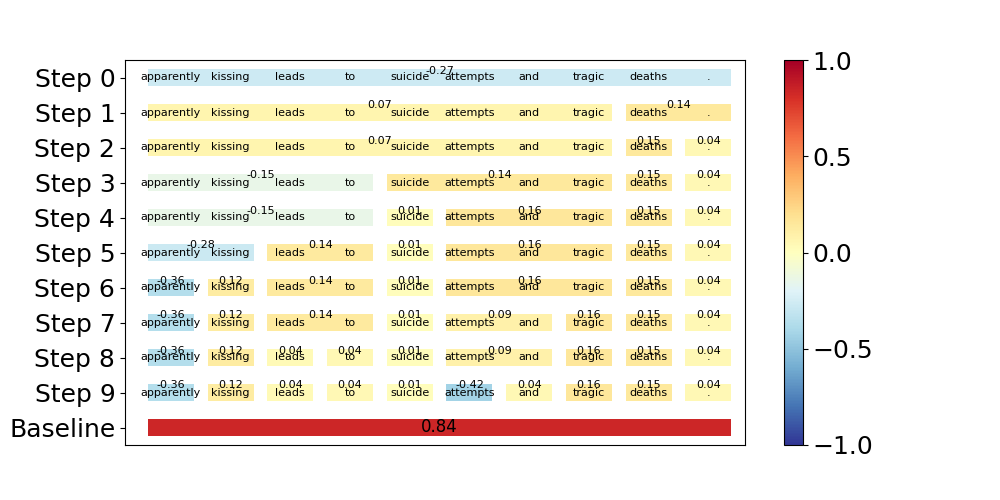 Step 0 apparently kissing leads to suicide -0.27 attempts and tragic deaths . 1.0
Step 1 apparently kissing leads 0.07 to suicide attempts and tragic 0.14 deaths .
Step 2 apparently kissing leads 0.07 to suicide attempts and tragic 0.15 deaths 0.04 . 0.5
Step 3 -0.15 apparently kissing leads to 0.14 suicide attempts and tragic 0.15 deaths 0.04 .
Step 4 -0.15 apparently kissing leads to 0.01 suicide 0.16 attempts and tragic 0.15 deaths 0.04 .
Step 5 -0.28 apparently kissing 0.14 leads to 0.01 suicide 0.16 attempts and tragic 0.15 deaths 0.04 . 0.0
Step 6 -0.36 apparently 0.12 kissing 0.14 leads to 0.01 suicide 0.16 attempts and tragic 0.15 deaths 0.04 .
Step 7 -0.36 apparently 0.12 kissing 0.14 leads to 0.01 suicide 0.09 attempts and 0.16 tragic 0.15 deaths 0.04 .
Step 8 -0.36 apparently 0.12 kissing 0.04 leads 0.04 to 0.01 suicide 0.09 attempts and 0.16 tragic 0.15 deaths 0.04 . −0.5
Step 9 -0.36 apparently 0.12 kissing 0.04 leads 0.04 to 0.01 suicide -0.42 attempts 0.04 and 0.16 tragic 0.15 deaths 0.04 .
Baseline 0.84 −1.0